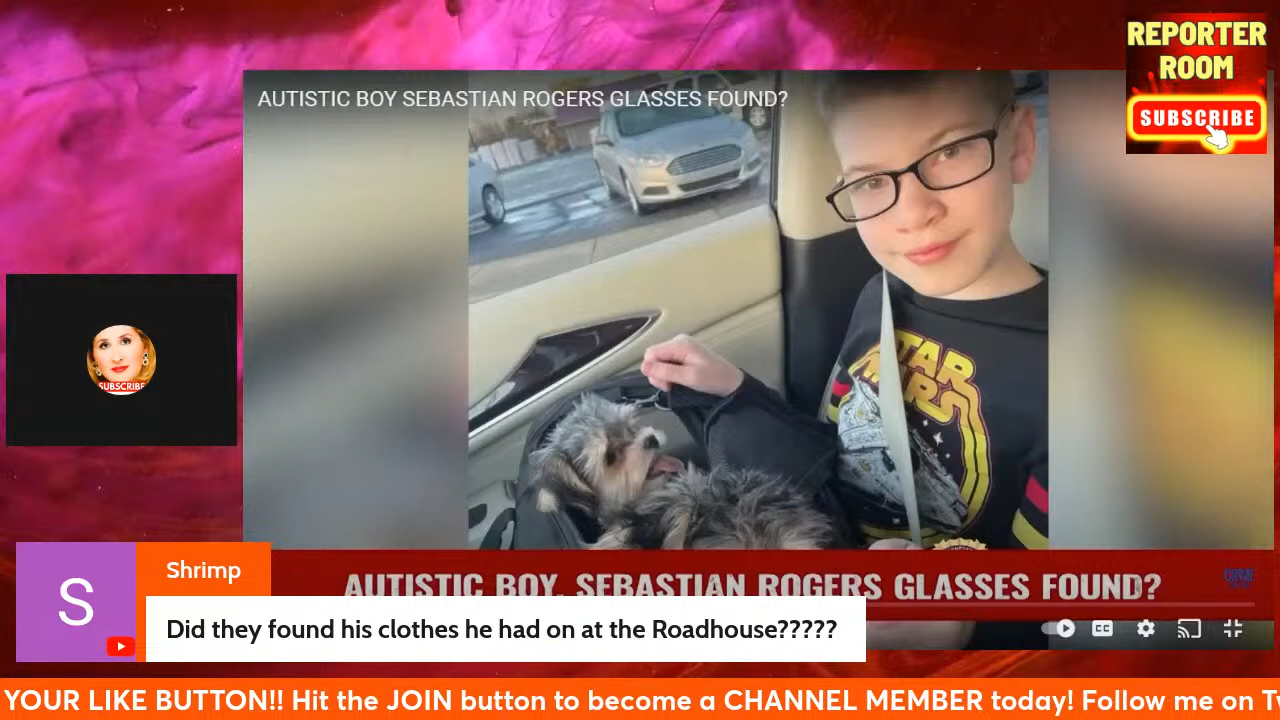 REPORTER
ROOM
SUBSCRIBE
AUTISTIC BOY SEBASTIAN ROGERS GLASSES FOUND?
STAR
WARS
SUBSCRIBE
AUTISTIC BOY, SEBASTIAN ROGERS GLASSES FOUND?
S
Shrimp
Did they found his clothes he had on at the Roadhouse?????
CC
YOUR LIKE BUTTON!! Hit the JOIN button to become a CHANNEL MEMBER today! Follow me on Tw